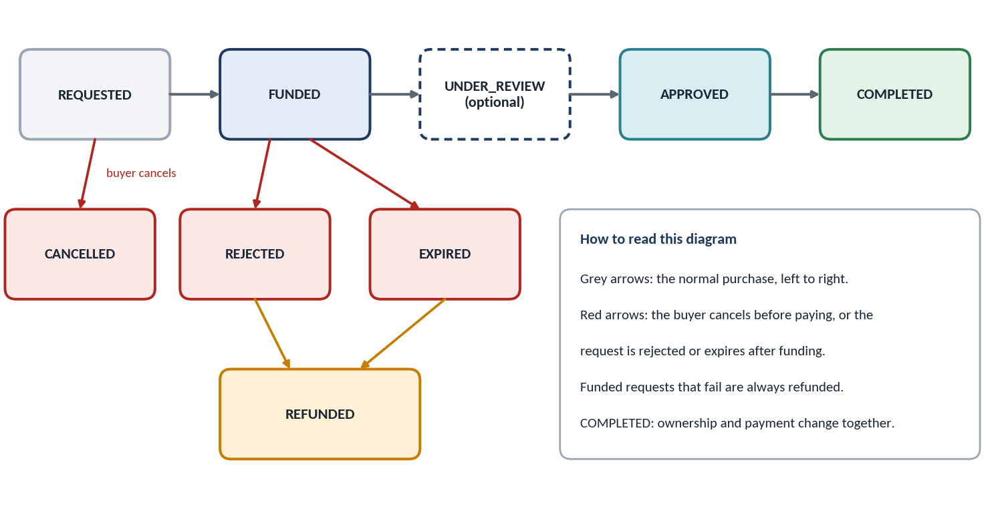 REQUESTED
FUNDED
UNDER_REVIEW
(optional)
APPROVED
COMPLETED
buyer cancels
CANCELLED
REJECTED
EXPIRED
How to read this diagram
Grey arrows: the normal purchase, left to right.
Red arrows: the buyer cancels before paying, or the
request is rejected or expires after funding.
Funded requests that fail are always refunded.
COMPLETED: ownership and payment change together.
REFUNDED